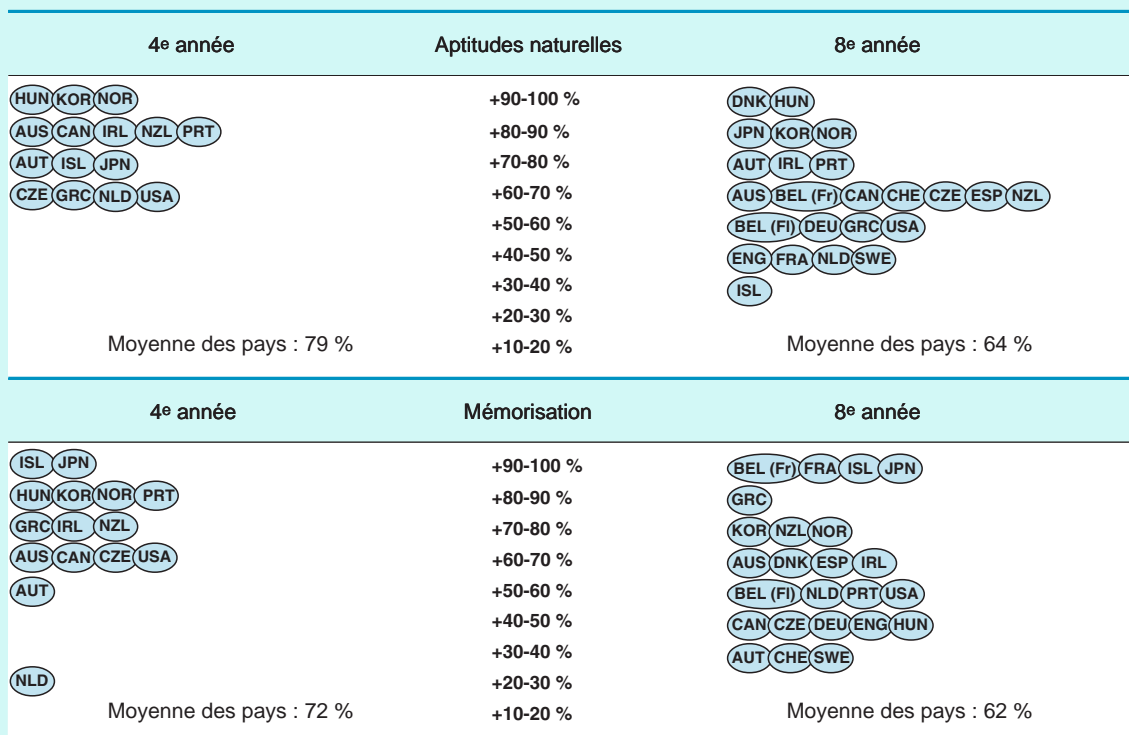 4e année Aptitudes naturelles 8e année
HUN KOR NOR +90-100 % DNK HUN
AUS CAN IRL NZL PRT +80-90 % JPN KOR NOR
AUT ISL JPN +70-80 % AUT IRL PRT
CZE GRC NLD USA +60-70 % AUS BEL (Fr) CAN CHE CZE ESP NZL
+50-60 % BEL (Fl) DEU GRC USA
+40-50 % ENG FRA NLD SWE
+30-40 % ISL
+20-30 %
Moyenne des pays : 79 % +10-20 % Moyenne des pays : 64 %
4e année Mémorisation 8e année
ISL JPN +90-100 % BEL (Fr) FRA ISL JPN
HUN KOR NOR PRT +80-90 % GRC
GRC IRL NZL +70-80 % KOR NZL NOR
AUS CAN CZE USA +60-70 % AUS DNK ESP IRL
AUT +50-60 % BEL (Fl) NLD PRT USA
+40-50 % CAN CZE DEU ENG HUN
+30-40 % AUT CHE SWE
NLD +20-30 %
Moyenne des pays : 72 % +10-20 % Moyenne des pays : 62 %